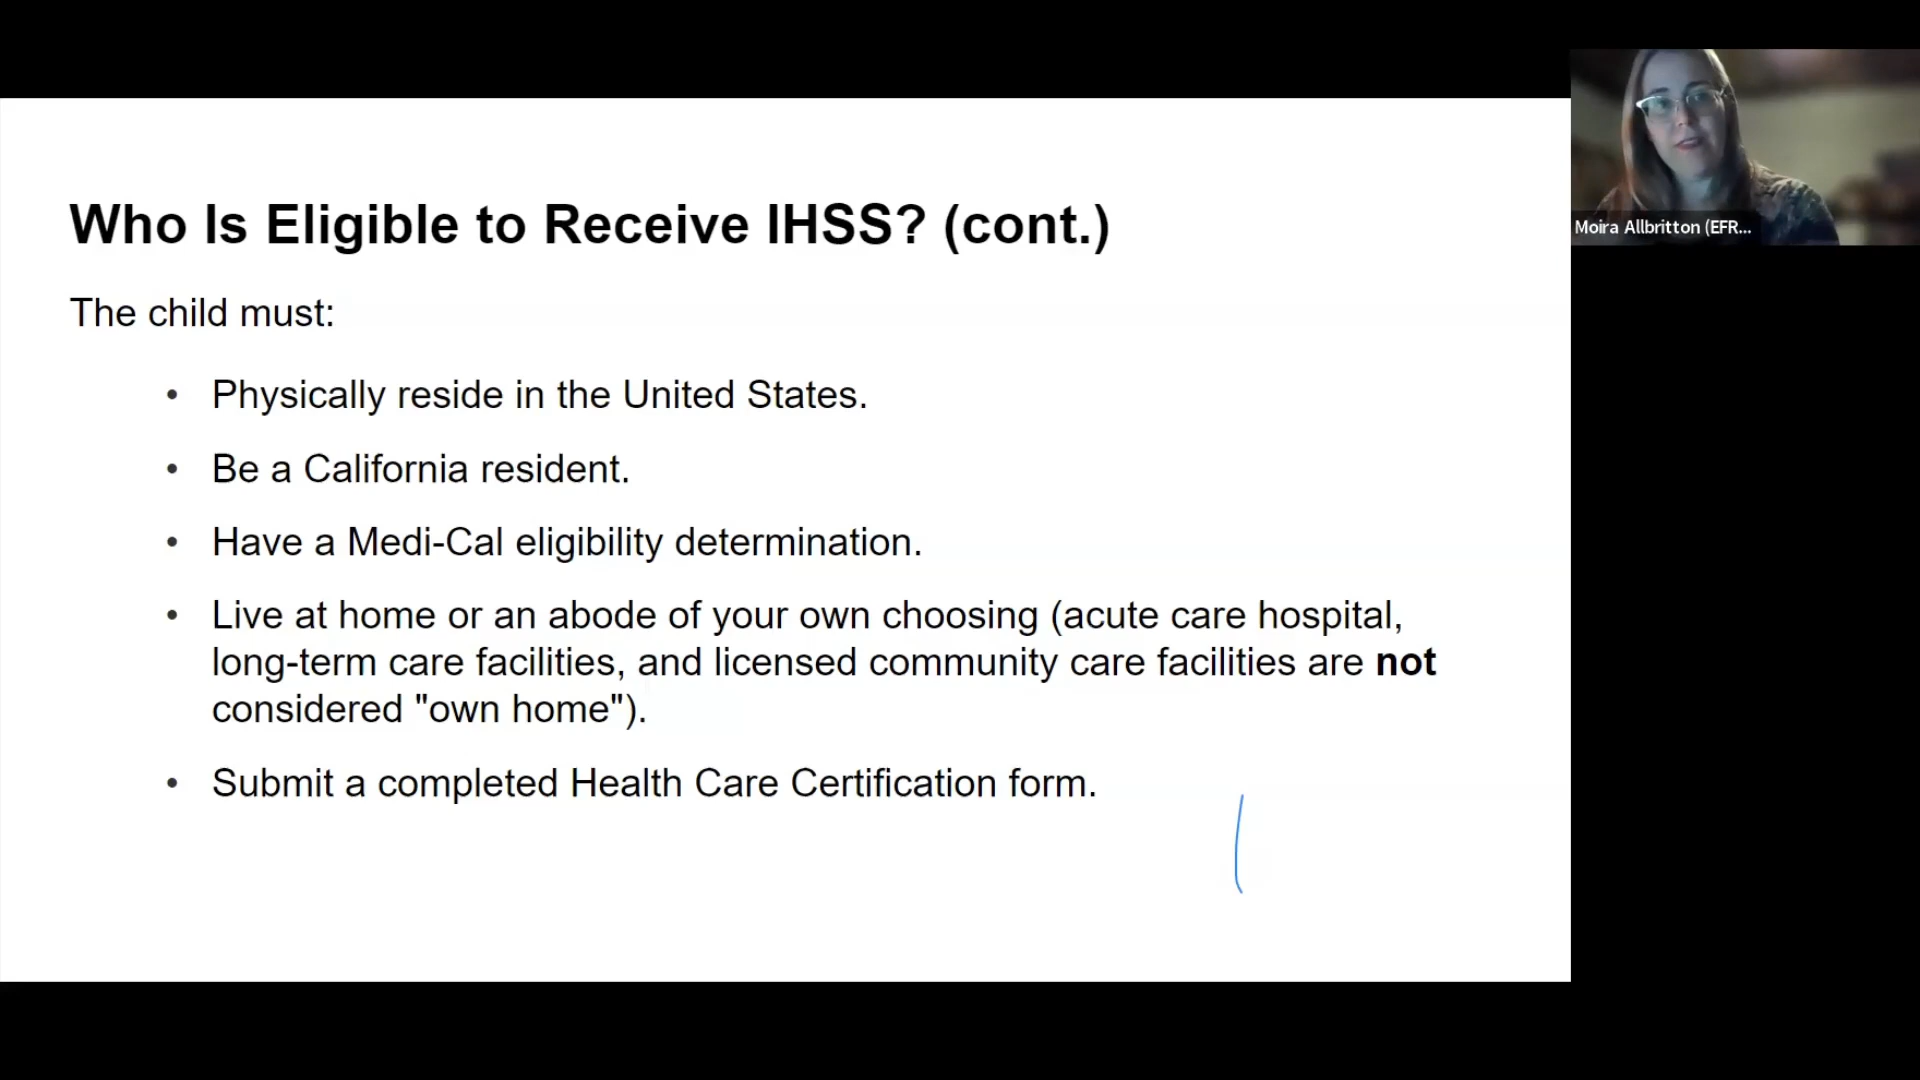 Who Is Eligible to Receive IHSS? (cont.)
The child must:
• Physically reside in the United States.
• Be a California resident.
• Have a Medi-Cal eligibility determination.
• Live at home or an abode of your own choosing (acute care hospital,
long-term care facilities, and licensed community care facilities are not
considered "own home").
• Submit a completed Health Care Certification form.
Moira Allbritton (EFR...